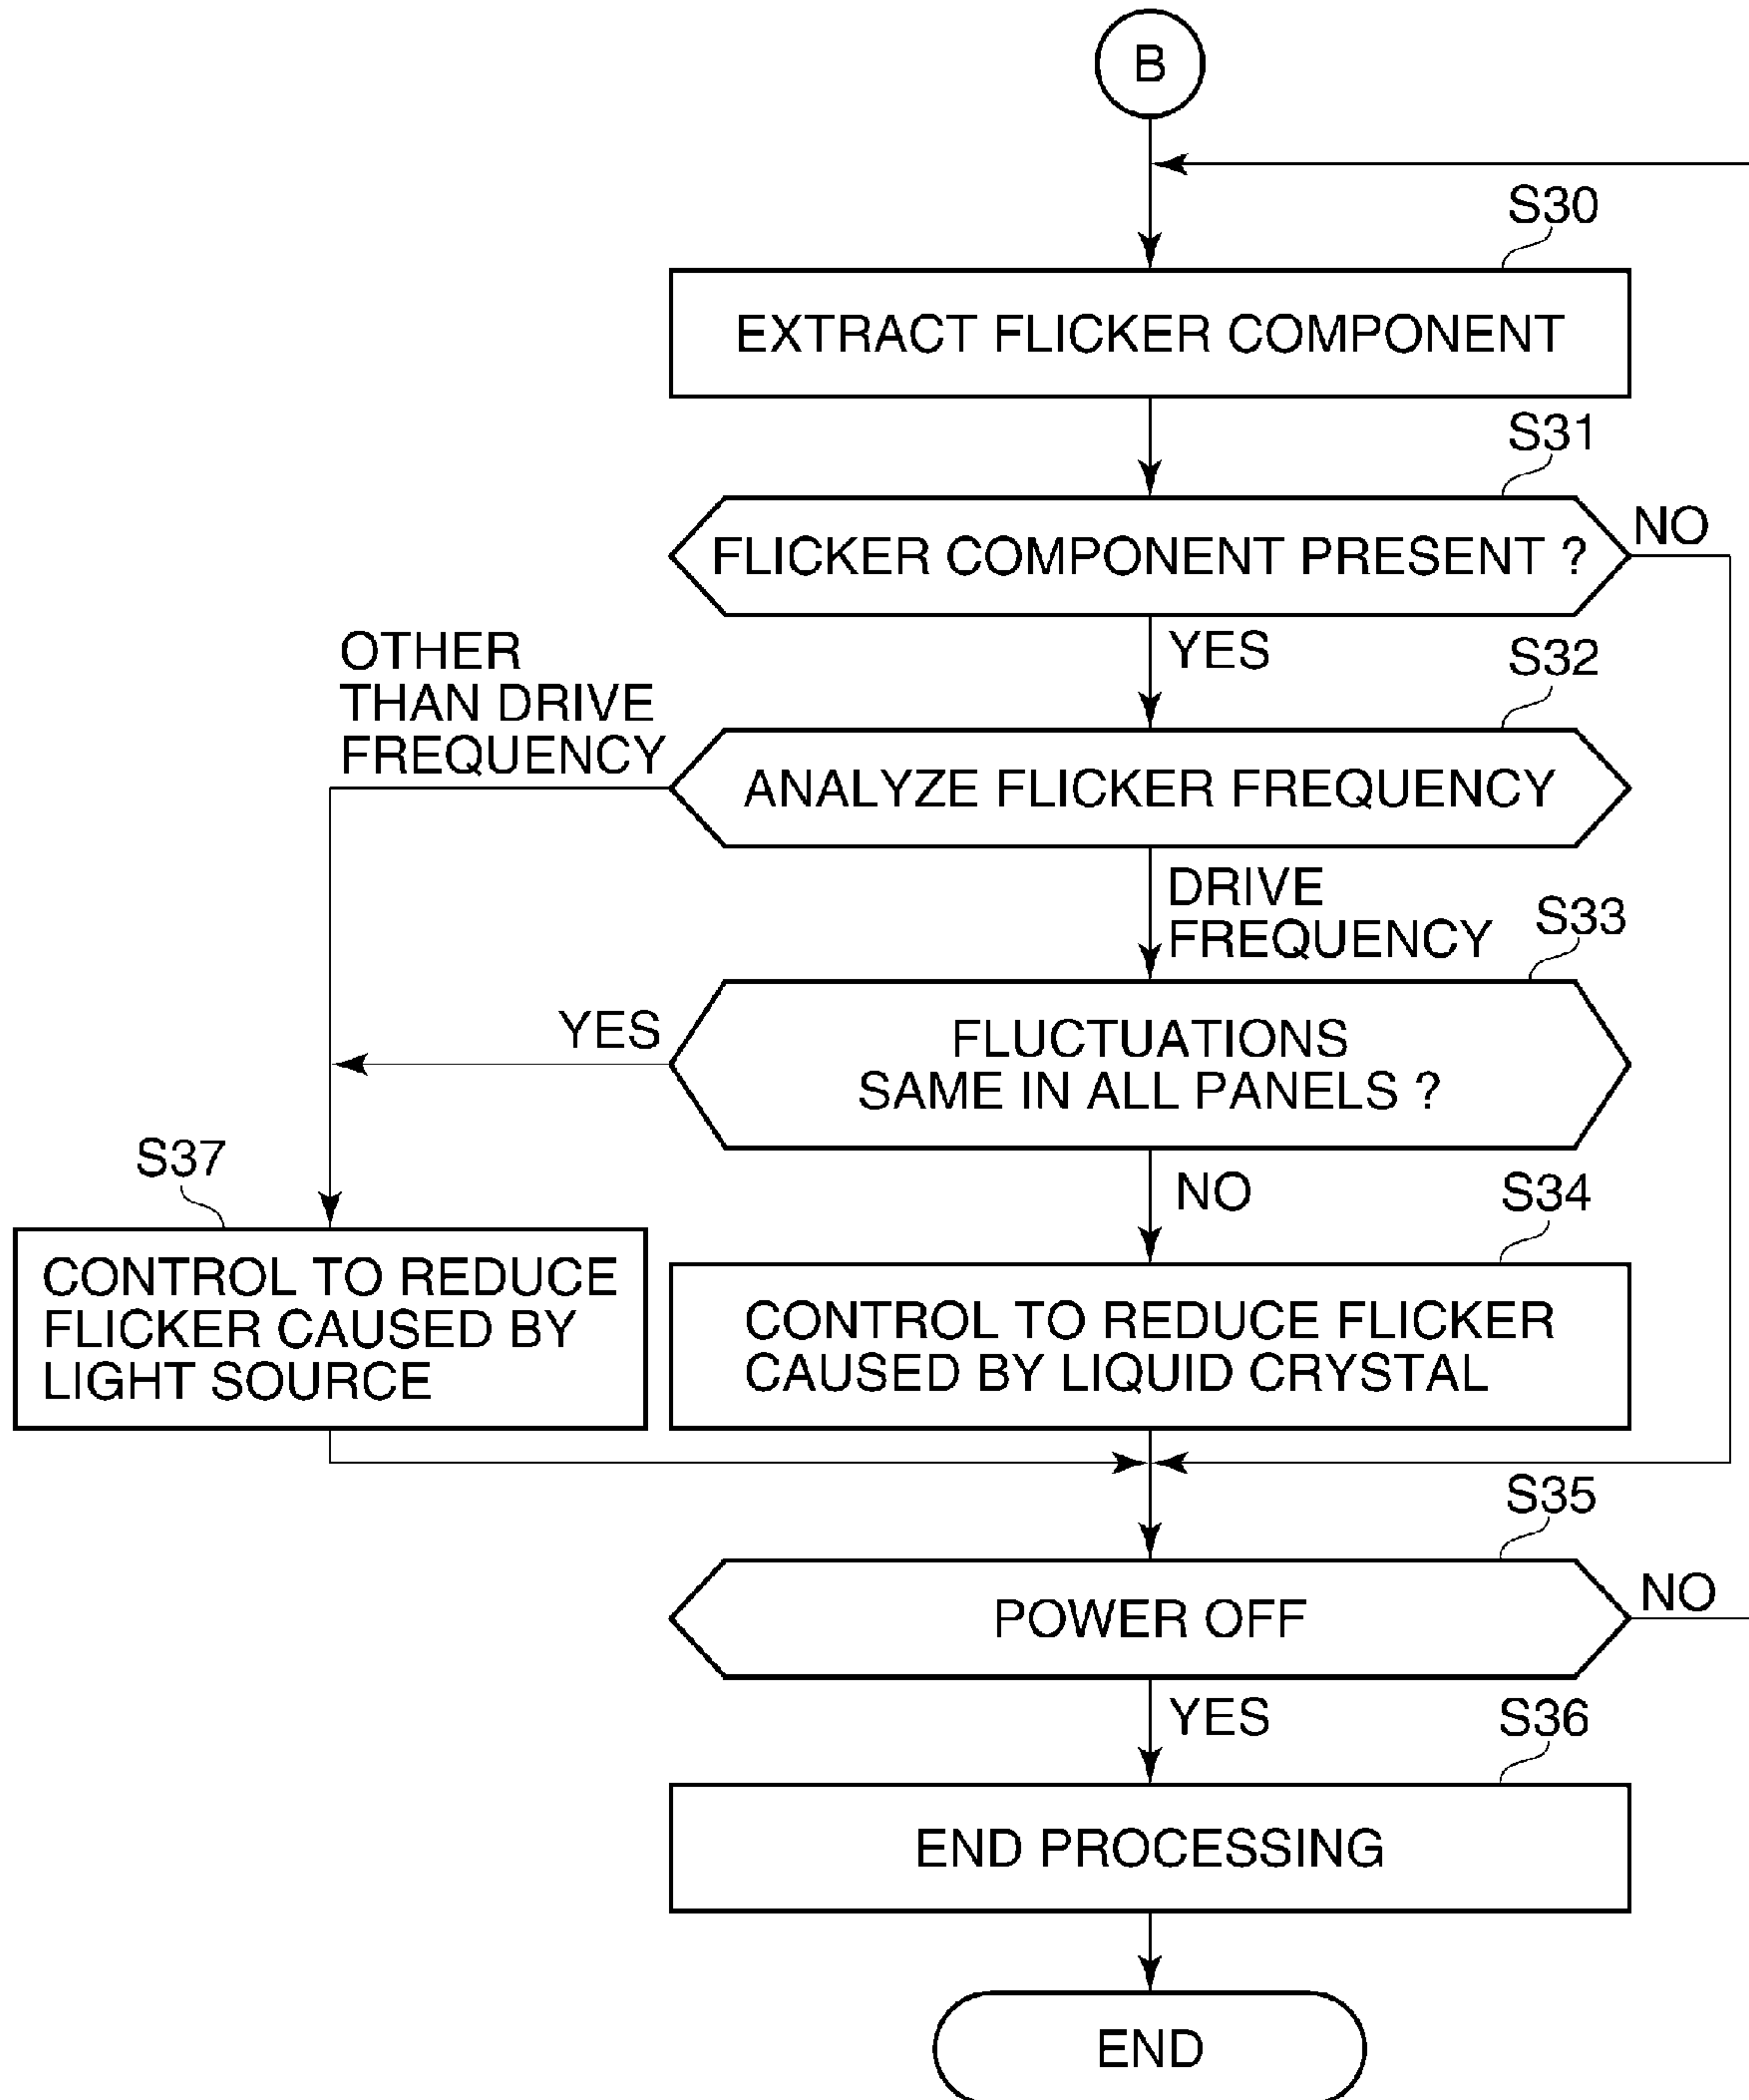 B
S30
EXTRACT FLICKER COMPONENT
S31
FLICKER COMPONENT PRESENT ?
NO
YES
OTHER
THAN DRIVE
FREQUENCY
S32
ANALYZE FLICKER FREQUENCY
DRIVE
FREQUENCY
S33
YES
FLUCTUATIONS
SAME IN ALL PANELS ?
NO
S37
CONTROL TO REDUCE
FLICKER CAUSED BY
LIGHT SOURCE
S34
CONTROL TO REDUCE FLICKER
CAUSED BY LIQUID CRYSTAL
S35
POWER OFF
NO
YES
S36
END PROCESSING
END